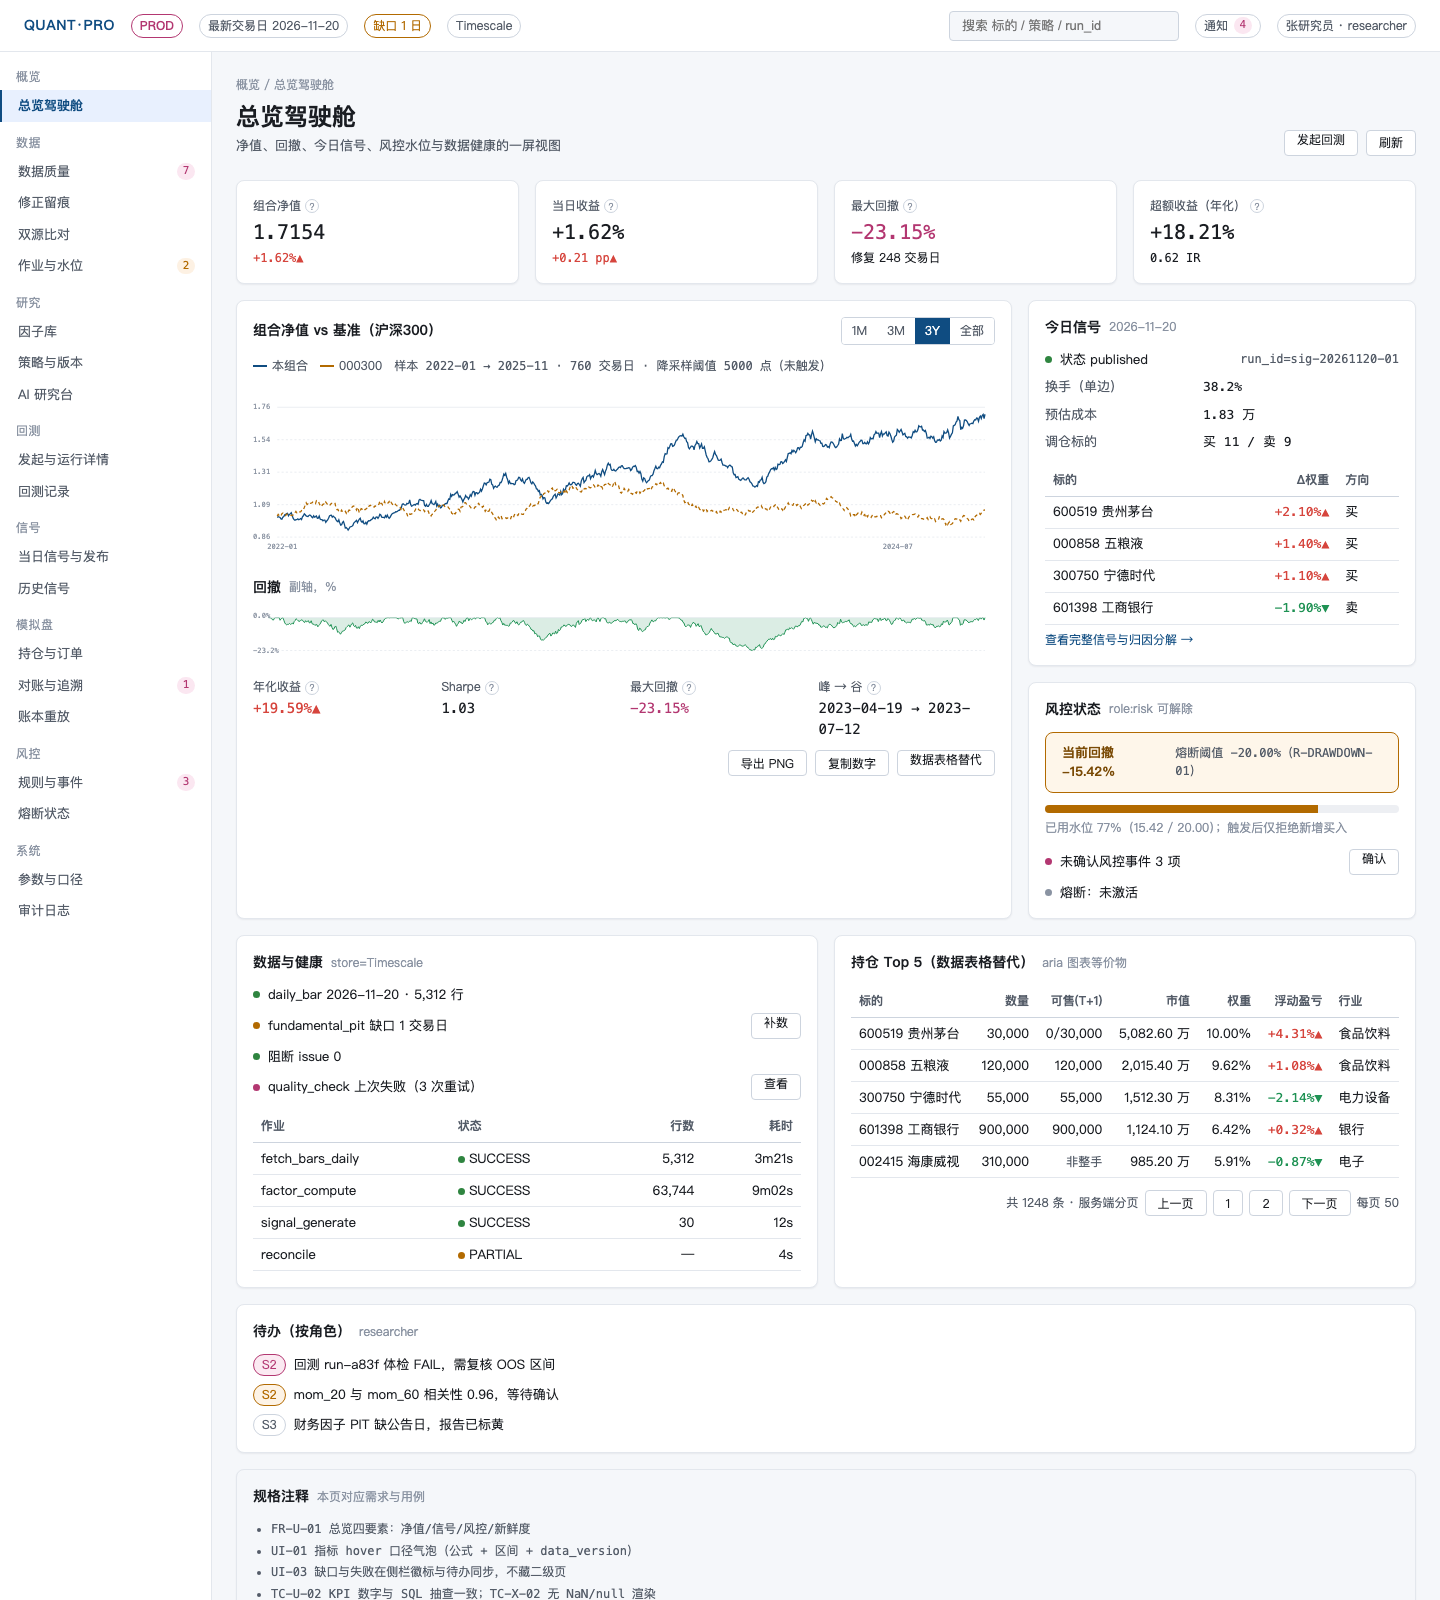 QUANT·PRO PROD 最新交易日 2026-11-20 缺口 1 日 Timescale 搜索 标的 / 策略 / run_id 通知 4 张研究员 · researcher
概览
总览驾驶舱
数据
数据质量 7
修正留痕
双源比对
作业与水位 2
研究
因子库
策略与版本
AI 研究台
回测
发起与运行详情
回测记录
信号
当日信号与发布
历史信号
模拟盘
持仓与订单
对账与追溯 1
账本重放
风控
规则与事件 3
熔断状态
系统
参数与口径
审计日志
概览 / 总览驾驶舱
总览驾驶舱
净值、回撤、今日信号、风控水位与数据健康的一屏视图
发起回测 刷新
组合净值 ?
1.7154
+1.62%▲
当日收益 ?
+1.62%
+0.21 pp▲
最大回撤 ?
-23.15%
修复 248 交易日
超额收益（年化） ?
+18.21%
0.62 IR
组合净值 vs 基准（沪深300） 1M 3M 3Y 全部
本组合 000300 样本 2022-01 → 2025-11 · 760 交易日 · 降采样阈值 5000 点（未触发）
1.76
1.54
1.31
1.09
0.86
2022-01 2024-07
回撤 副轴，%
0.0%
-23.2%
年化收益 ? Sharpe ? 最大回撤 ? 峰 → 谷 ?
+19.59%▲ 1.03 -23.15% 2023-04-19 → 2023-
07-12
导出 PNG 复制数字 数据表格替代
今日信号 2026-11-20
状态 published run_id=sig-20261120-01
换手（单边） 38.2%
预估成本 1.83 万
调仓标的 买 11 / 卖 9
标的 Δ权重 方向
600519 贵州茅台 +2.10%▲ 买
000858 五粮液 +1.40%▲ 买
300750 宁德时代 +1.10%▲ 买
601398 工商银行 -1.90%▼ 卖
查看完整信号与归因分解 →
风控状态 role:risk 可解除
当前回撤 熔断阈值 -20.00%（R-DRAWDOWN-
-15.42% 01）
已用水位 77%（15.42 / 20.00）；触发后仅拒绝新增买入
未确认风控事件 3 项 确认
熔断：未激活
数据与健康 store=Timescale
daily_bar 2026-11-20 · 5,312 行
fundamental_pit 缺口 1 交易日 补数
阻断 issue 0
quality_check 上次失败（3 次重试） 查看
作业 状态 行数 耗时
fetch_bars_daily SUCCESS 5,312 3m21s
factor_compute SUCCESS 63,744 9m02s
signal_generate SUCCESS 30 12s
reconcile PARTIAL — 4s
持仓 Top 5（数据表格替代） aria 图表等价物
标的 数量 可售(T+1) 市值 权重 浮动盈亏 行业
600519 贵州茅台 30,000 0/30,000 5,082.60 万 10.00% +4.31%▲ 食品饮料
000858 五粮液 120,000 120,000 2,015.40 万 9.62% +1.08%▲ 食品饮料
300750 宁德时代 55,000 55,000 1,512.30 万 8.31% -2.14%▼ 电力设备
601398 工商银行 900,000 900,000 1,124.10 万 6.42% +0.32%▲ 银行
002415 海康威视 310,000 非整手 985.20 万 5.91% -0.87%▼ 电子
共 1248 条 · 服务端分页 上一页 1 2 下一页 每页 50
待办（按角色） researcher
S2 回测 run-a83f 体检 FAIL，需复核 OOS 区间
S2 mom_20 与 mom_60 相关性 0.96，等待确认
S3 财务因子 PIT 缺公告日，报告已标黄
规格注释 本页对应需求与用例
• FR-U-01 总览四要素：净值/信号/风控/新鲜度
• UI-01 指标 hover 口径气泡（公式 + 区间 + data_version）
• UI-03 缺口与失败在侧栏徽标与待办同步，不藏二级页
• TC-U-02 KPI 数字与 SQL 抽查一致；TC-X-02 无 NaN/null 渲染